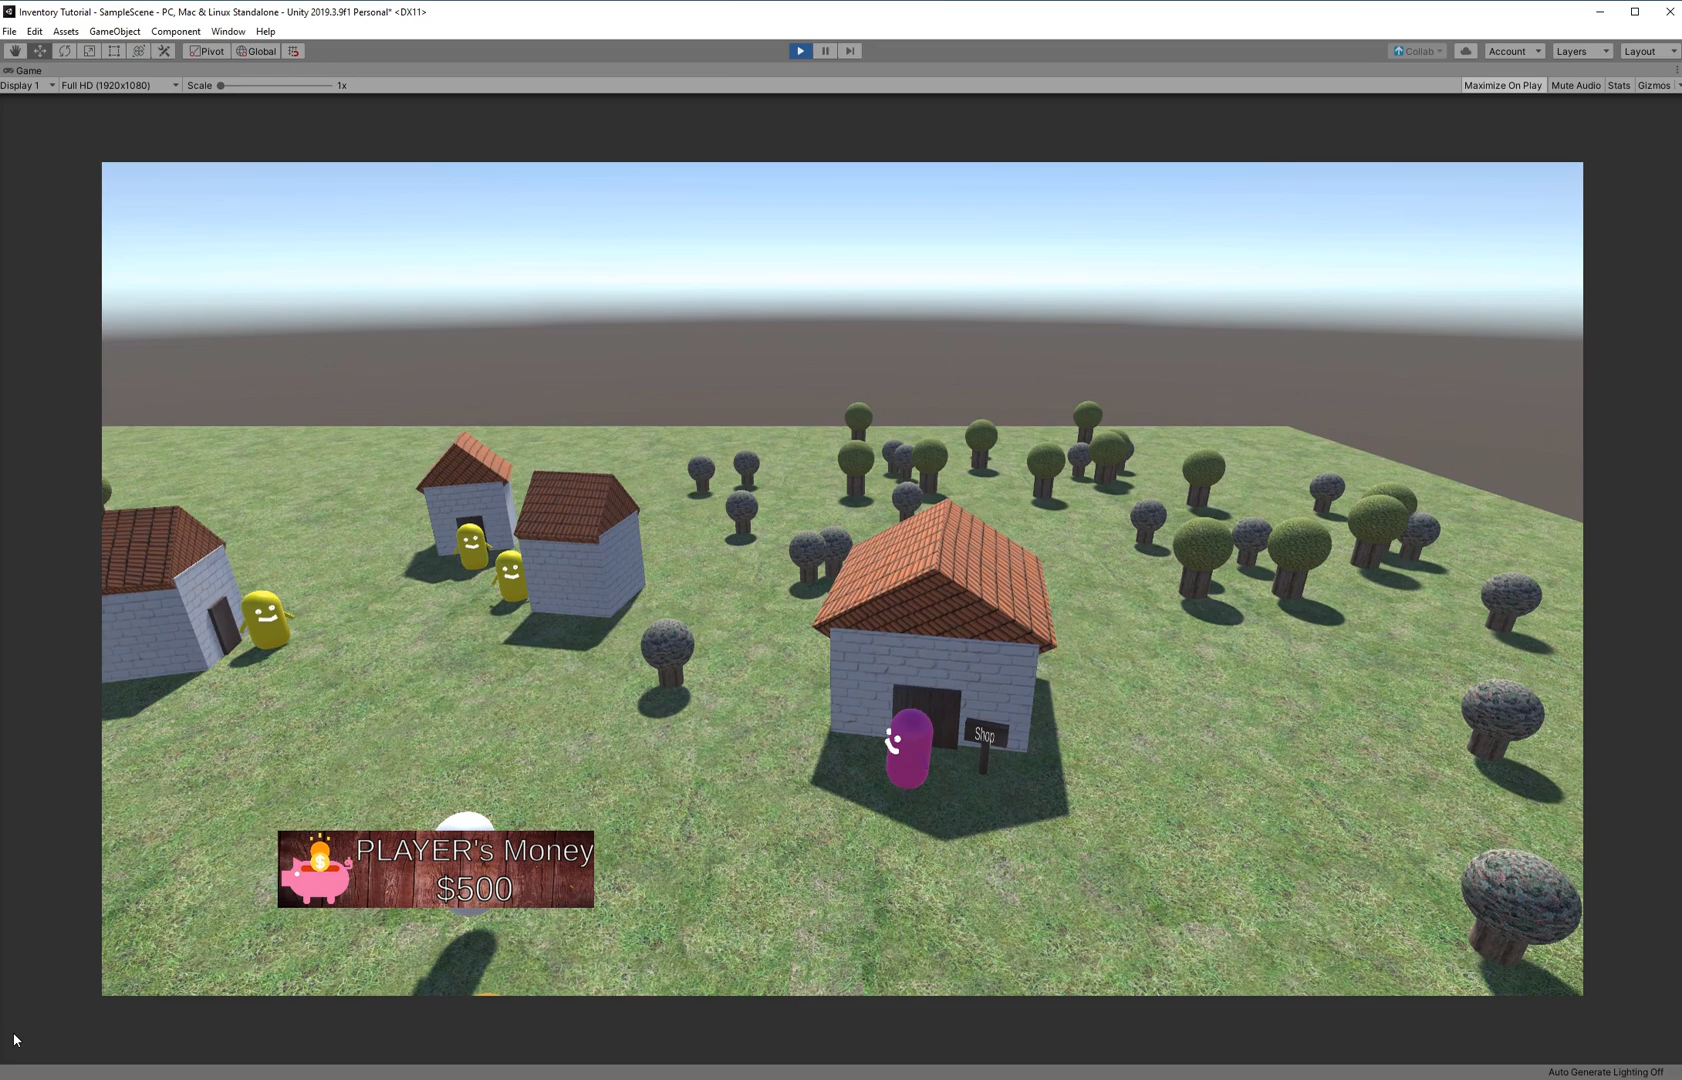 Inventory Tutorial - SampleScene - PC, Mac & Linux Standalone - Unity 2019.3.9f1 Personal* <DX11>
File Edit Assets GameObject Component Window Help
Pivot Global Collab Account Layers Layout
Game
Display 1 Full HD (1920x1080) Scale 1x Maximize On Play Mute Audio Stats Gizmos
Shop
PLAYER's Money
$500
Auto Generate Lighting Off